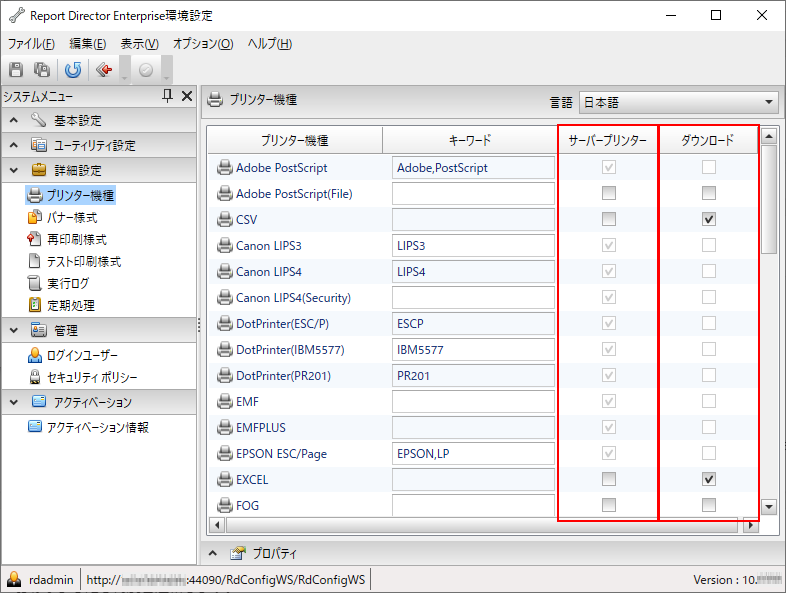 Report Director Enterprise環境設定
ファイル(F) 編集(E) 表示(V) オプション(O) ヘルプ(H)
システムメニュー
基本設定
ユーティリティ設定
詳細設定
プリンター機種
バナー様式
再印刷様式
テスト印刷様式
実行ログ
定期処理
管理
ログインユーザー
セキュリティ ポリシー
アクティベーション
アクティベーション情報
プリンター機種 言語 日本語
プリンター機種 キーワード サーバープリンター ダウンロード
Adobe PostScript Adobe,PostScript
Adobe PostScript(File)
CSV
Canon LIPS3 LIPS3
Canon LIPS4 LIPS4
Canon LIPS4(Security)
DotPrinter(ESC/P) ESCP
DotPrinter(IBM5577) IBM5577
DotPrinter(PR201) PR201
EMF
EMFPLUS
EPSON ESC/Page EPSON,LP
EXCEL
FOG
プロパティ
rdadmin http:// :44090/RdConfigWS/RdConfigWS Version : 10.